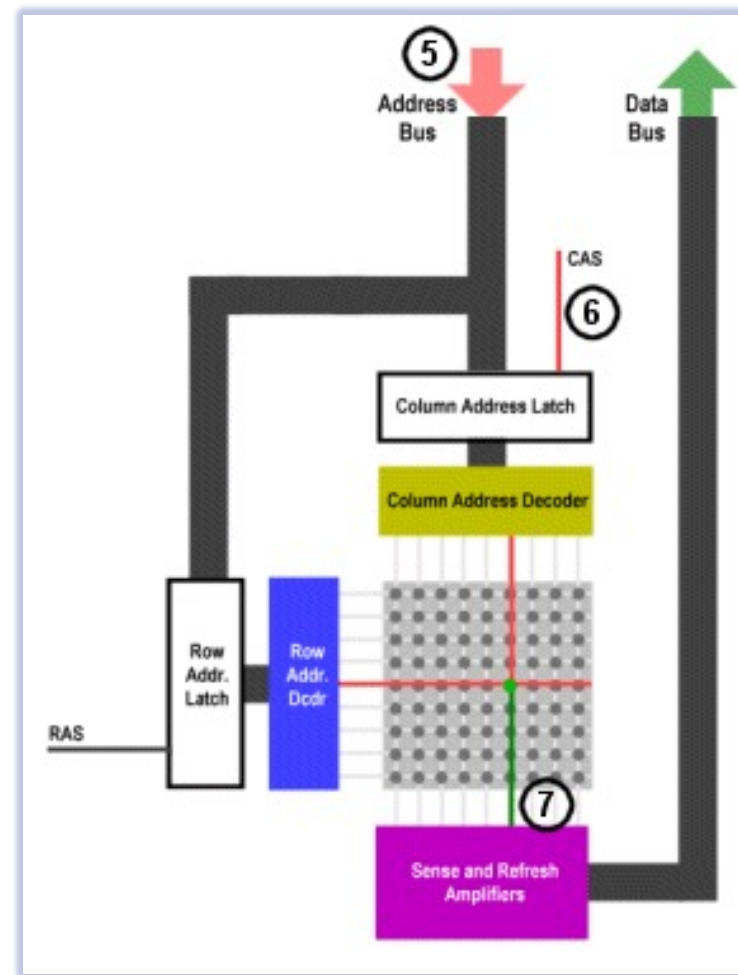 5
Address
Bus
Data
Bus
CAS
6
Column Address Latch
Column Address Decoder
Row
Addr.
Latch
Row
Addr.
Dcdr
RAS
7
Sense and Refresh
Amplifiers